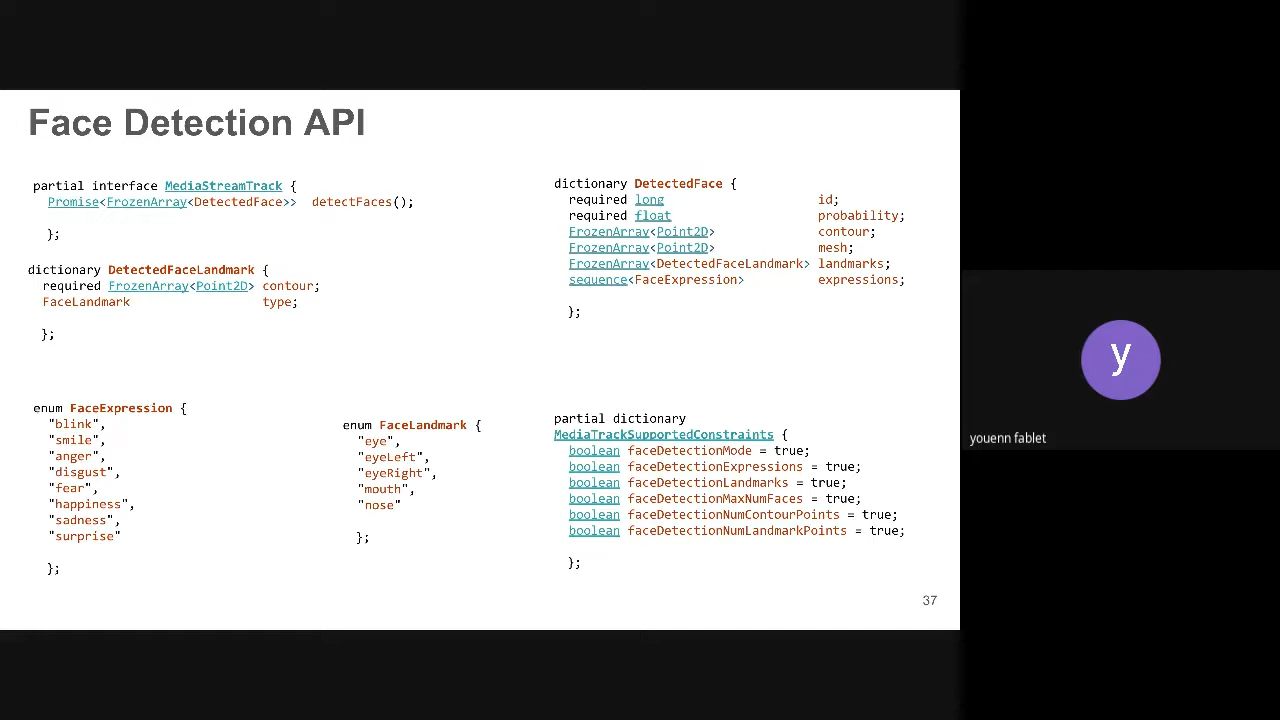 Face Detection API
partial interface MediaStreamTrack {
Promise<FrozenArray<DetectedFace>> detectFaces();
};
dictionary DetectedFaceLandmark {
required FrozenArray<Point2D> contour;
FaceLandmark type;
};
dictionary DetectedFace {
required long id;
required float probability;
FrozenArray<Point2D> contour;
FrozenArray<Point2D> mesh;
FrozenArray<DetectedFaceLandmark> landmarks;
sequence<FaceExpression> expressions;
};
enum FaceExpression {
"blink",
"smile",
"anger",
"disgust",
"fear",
"happiness",
"sadness",
"surprise"
};
enum FaceLandmark {
"eye",
"eyeLeft",
"eyeRight",
"mouth",
"nose"
};
partial dictionary
MediaTrackSupportedConstraints {
boolean faceDetectionMode = true;
boolean faceDetectionExpressions = true;
boolean faceDetectionLandmarks = true;
boolean faceDetectionMaxNumFaces = true;
boolean faceDetectionNumContourPoints = true;
boolean faceDetectionNumLandmarkPoints = true;
};
37
y
youenn fablet